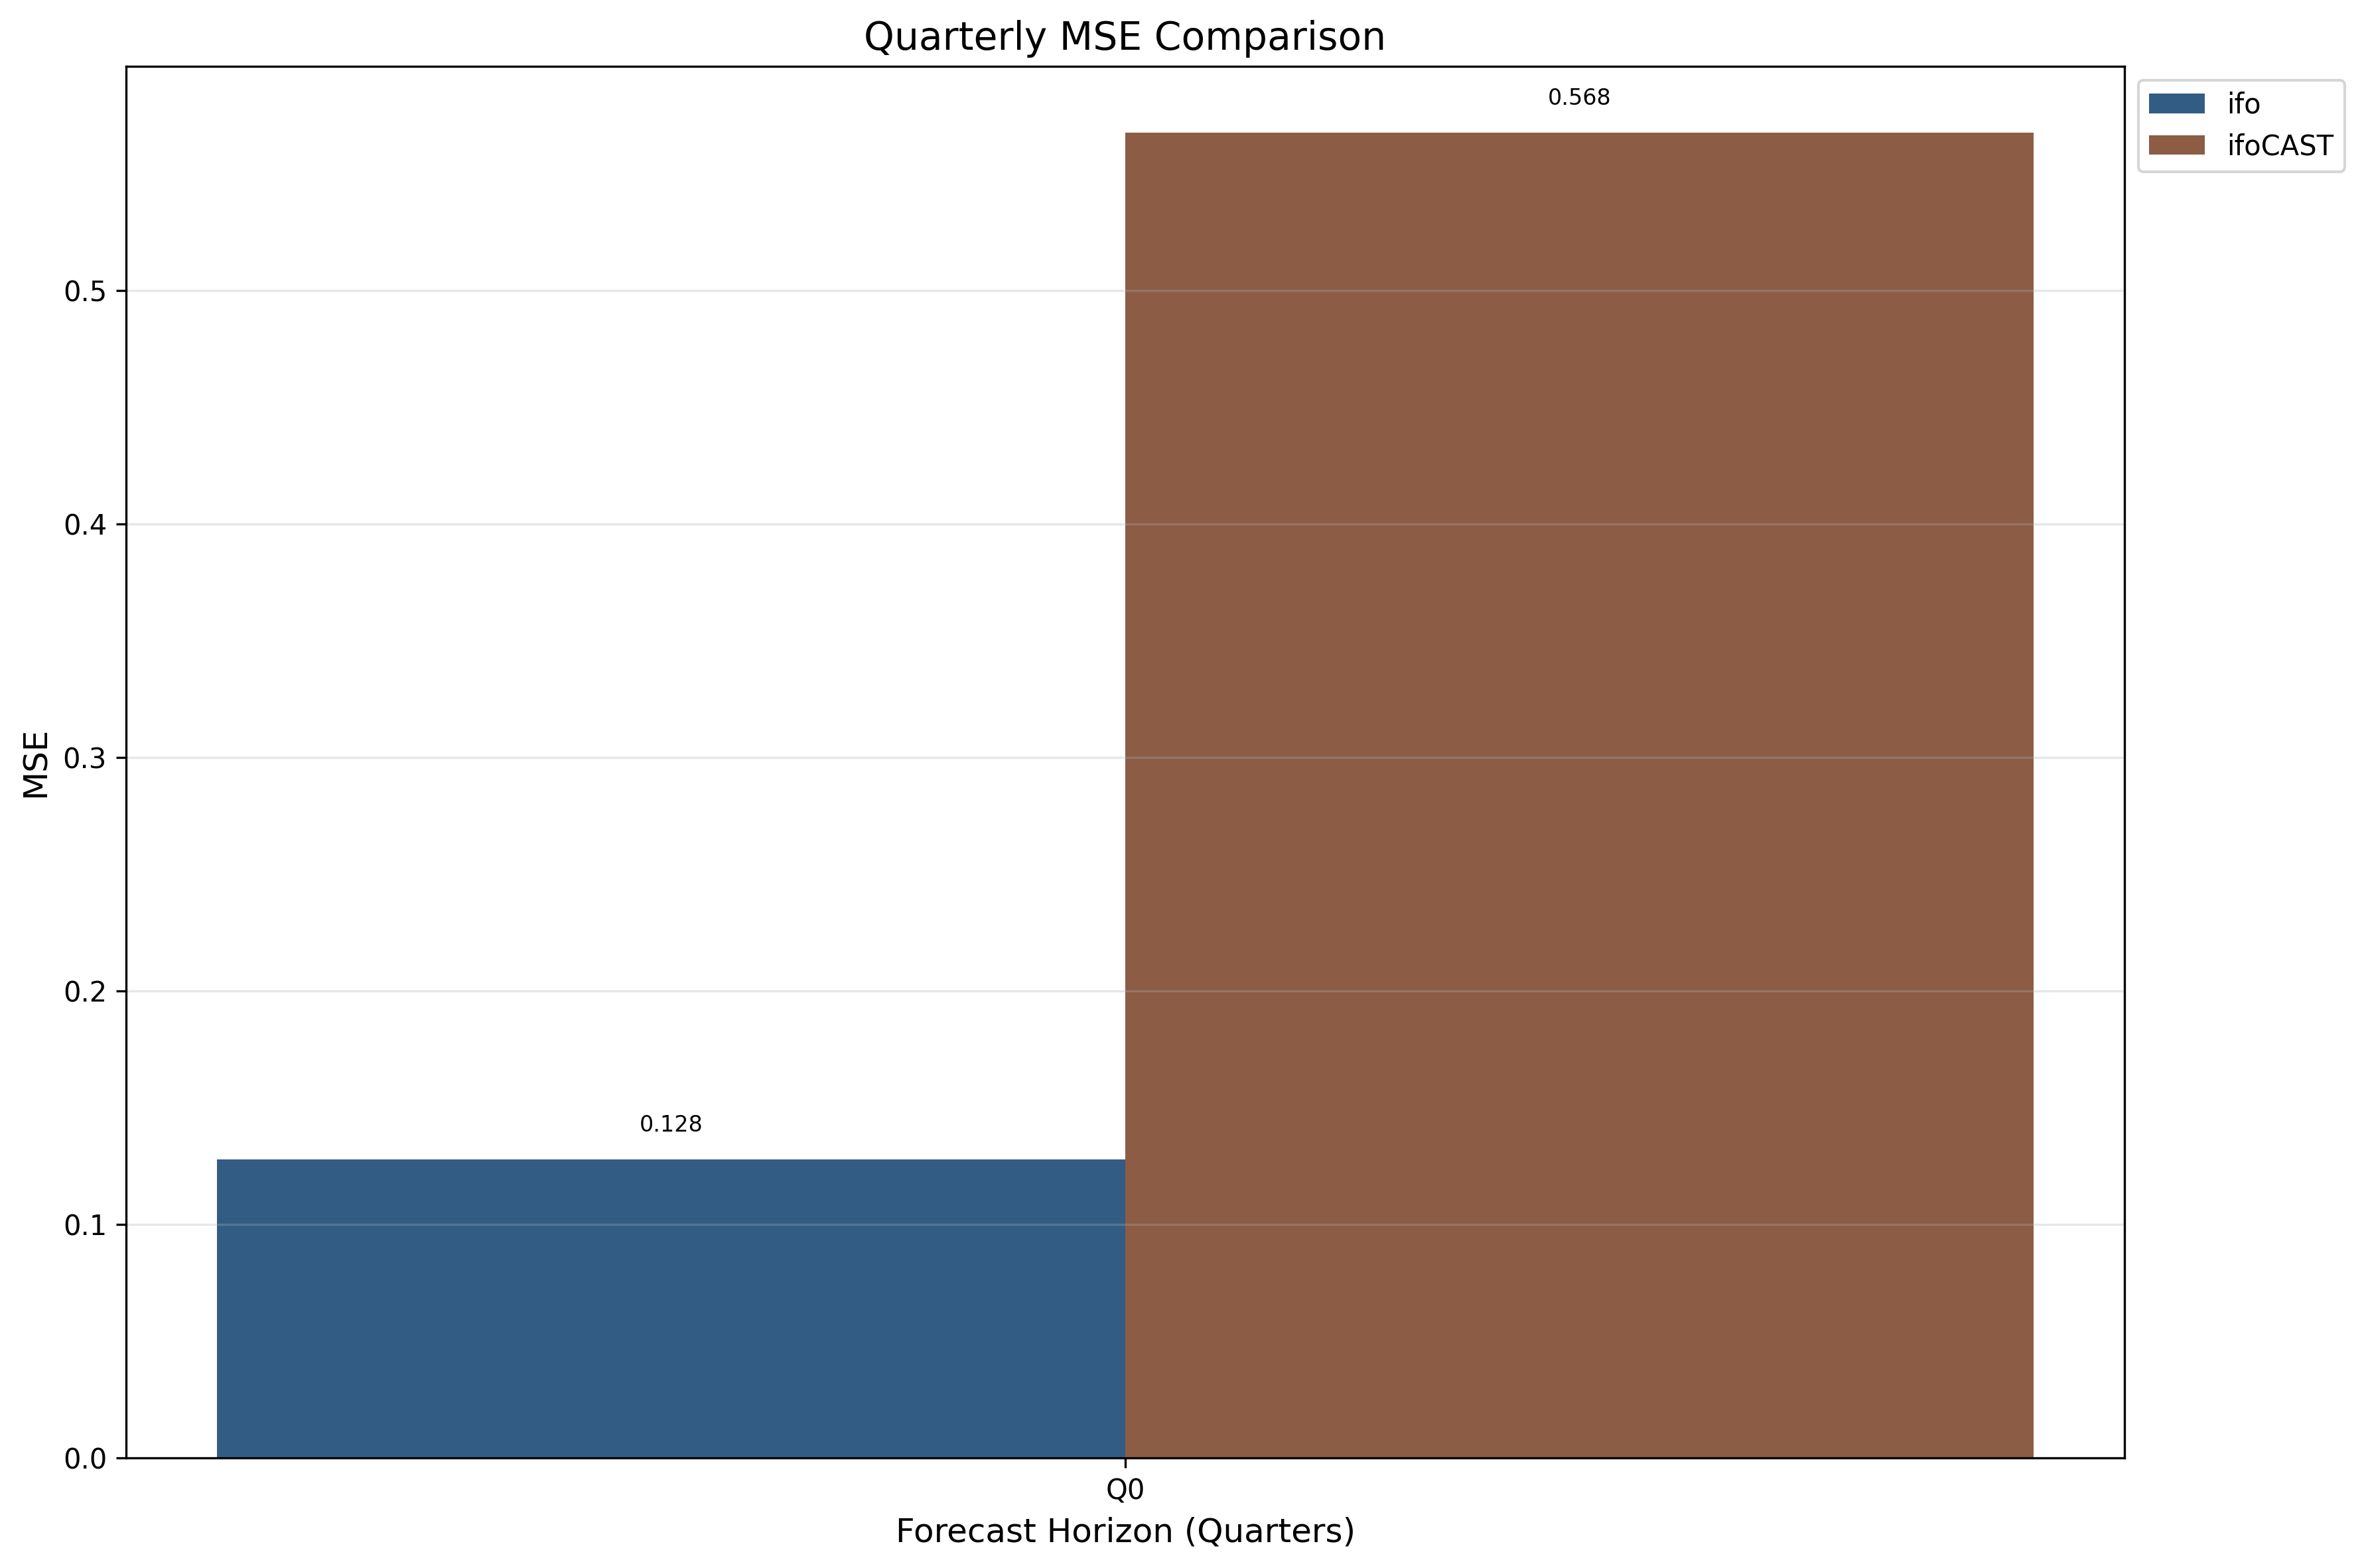 Quarterly MSE Comparison
0.568
ifo
ifoCAST
0.5
0.4
0.3
0.2
0.1
0.0
MSE
0.128
Q0
Forecast Horizon (Quarters)